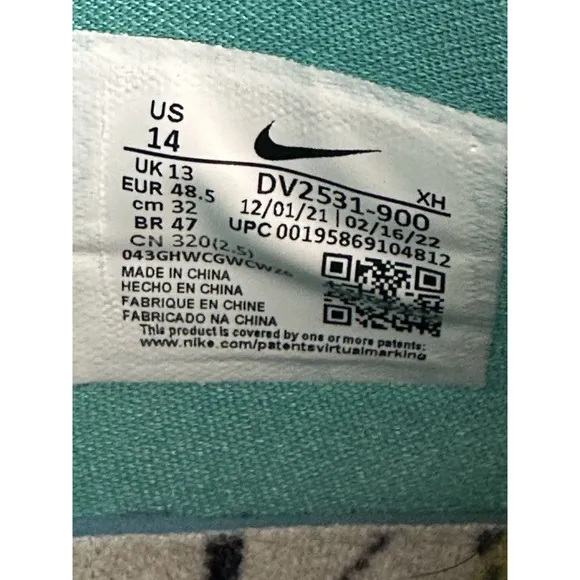 US
14
UK 13
EUR 48.5
cm 32
BR 47
CN 320(2.5)
DV2531-900
XH
12/01/21 | 02/16/22
UPC 00195869104812
043GHWCGWCW26
MADE IN CHINA
HECHO EN CHINA
FABRIQUE EN CHINE
FABRICADO NA CHINA
This product is covered by one or more patents:
www.nike.com/patentsvirtualmarking